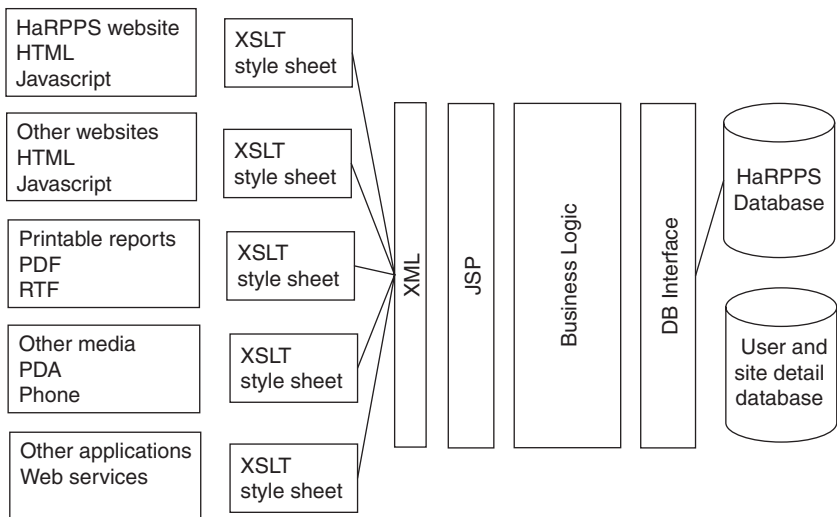 HaRPPS website
HTML
Javascript
XSLT
style sheet
Other websites
HTML
Javascript
XSLT
style sheet
Printable reports
PDF
RTF
XSLT
style sheet
Other media
PDA
Phone
XSLT
style sheet
Other applications
Web services
XSLT
style sheet
XML
JSP
Business Logic
DB Interface
HaRPPS
Database
User and
site detail
database